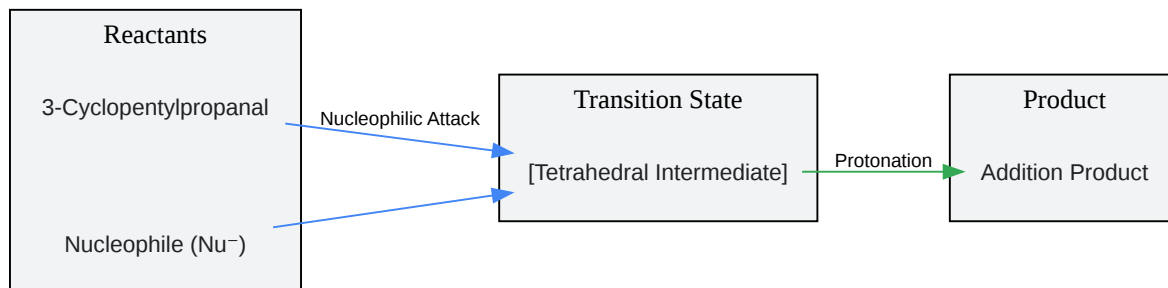 Reactants
3-Cyclopentylpropanal
Nucleophile (Nu⁻)
Nucleophilic Attack
Transition State
[Tetrahedral Intermediate]
Protonation
Product
Addition Product